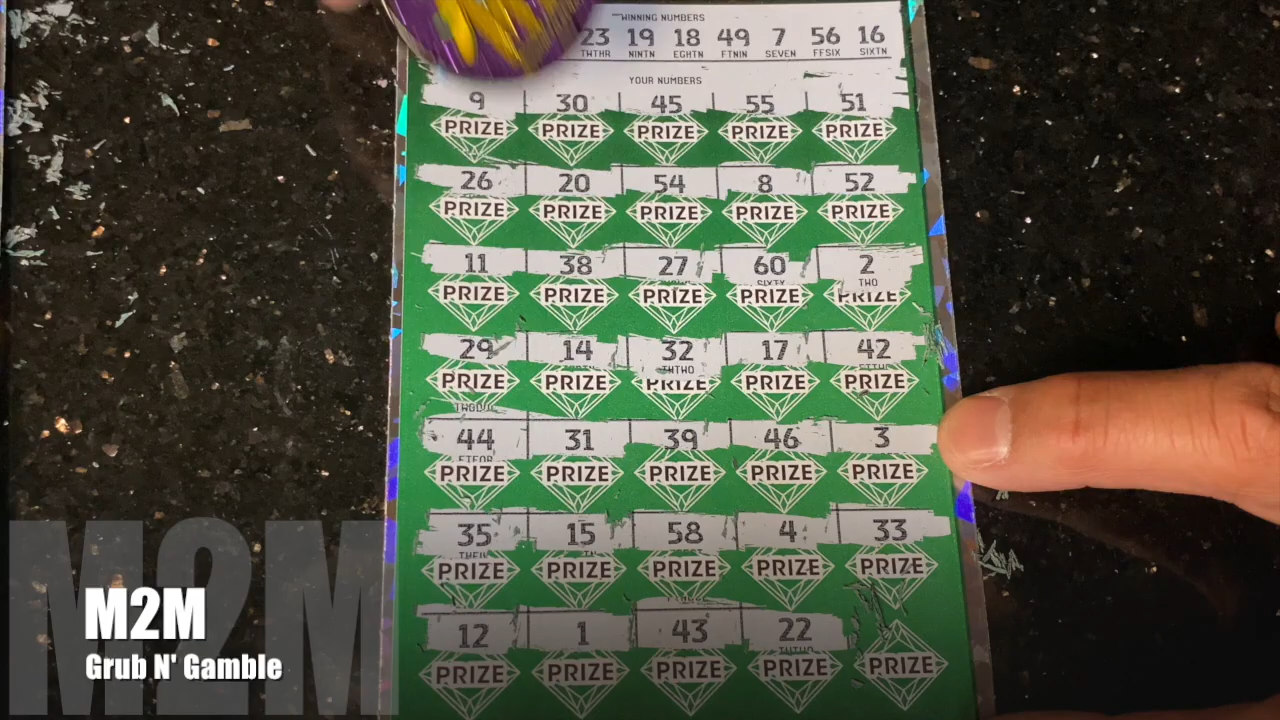 WINNING NUMBERS
23 19 18 49 7 56 16
TWTHR NINTN EGHTN FTNIN SEVEN FFSIX SIXTN
YOUR NUMBERS
9 30 45 55 51
PRIZE PRIZE PRIZE PRIZE PRIZE
26 20 54 8 52
PRIZE PRIZE PRIZE PRIZE PRIZE
11 38 27 60 2
SIXTY TWO
PRIZE PRIZE PRIZE PRIZE PRIZE
29 14 32 17 42
THTWO
PRIZE PRIZE PRIZE PRIZE PRIZE
44 31 39 46 3
FTFOR
PRIZE PRIZE PRIZE PRIZE PRIZE
35 15 58 4 33
PRIZE PRIZE PRIZE PRIZE PRIZE
12 1 43 22
PRIZE PRIZE PRIZE PRIZE PRIZE
M2M
M2M
Grub N' Gamble